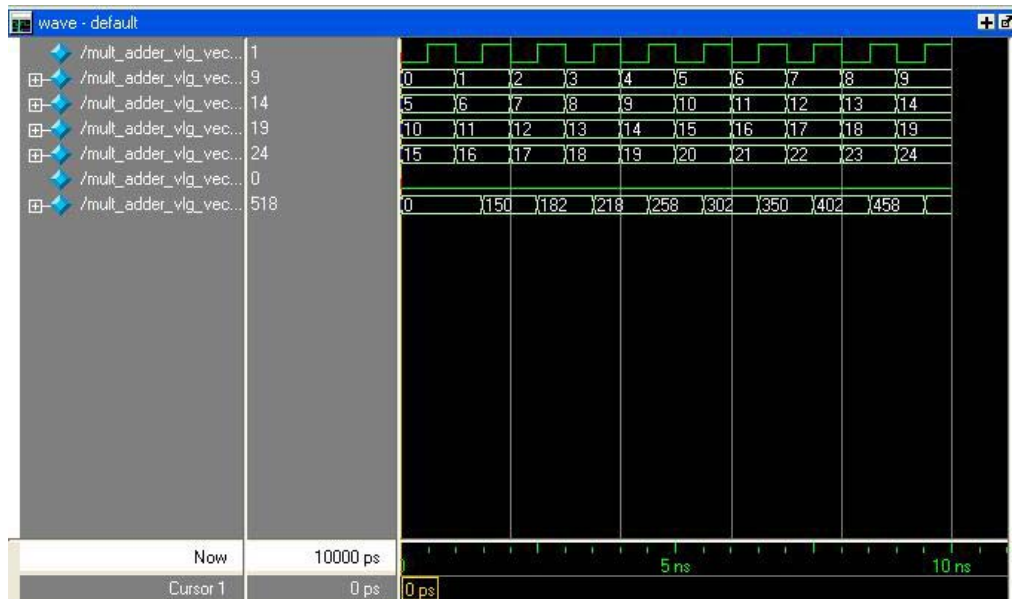 wave - default
/mult_adder_vlg_vec... 1
/mult_adder_vlg_vec... 9 0 1 2 3 4 5 6 7 8 9
/mult_adder_vlg_vec... 14 5 6 7 8 9 10 11 12 13 14
/mult_adder_vlg_vec... 19 10 11 12 13 14 15 16 17 18 19
/mult_adder_vlg_vec... 24 15 16 17 18 19 20 21 22 23 24
/mult_adder_vlg_vec... 0
/mult_adder_vlg_vec... 518 0 150 182 218 258 302 350 402 458
Now 10000 ps 5 ns 10 ns
Cursor 1 0 ps 0 ps